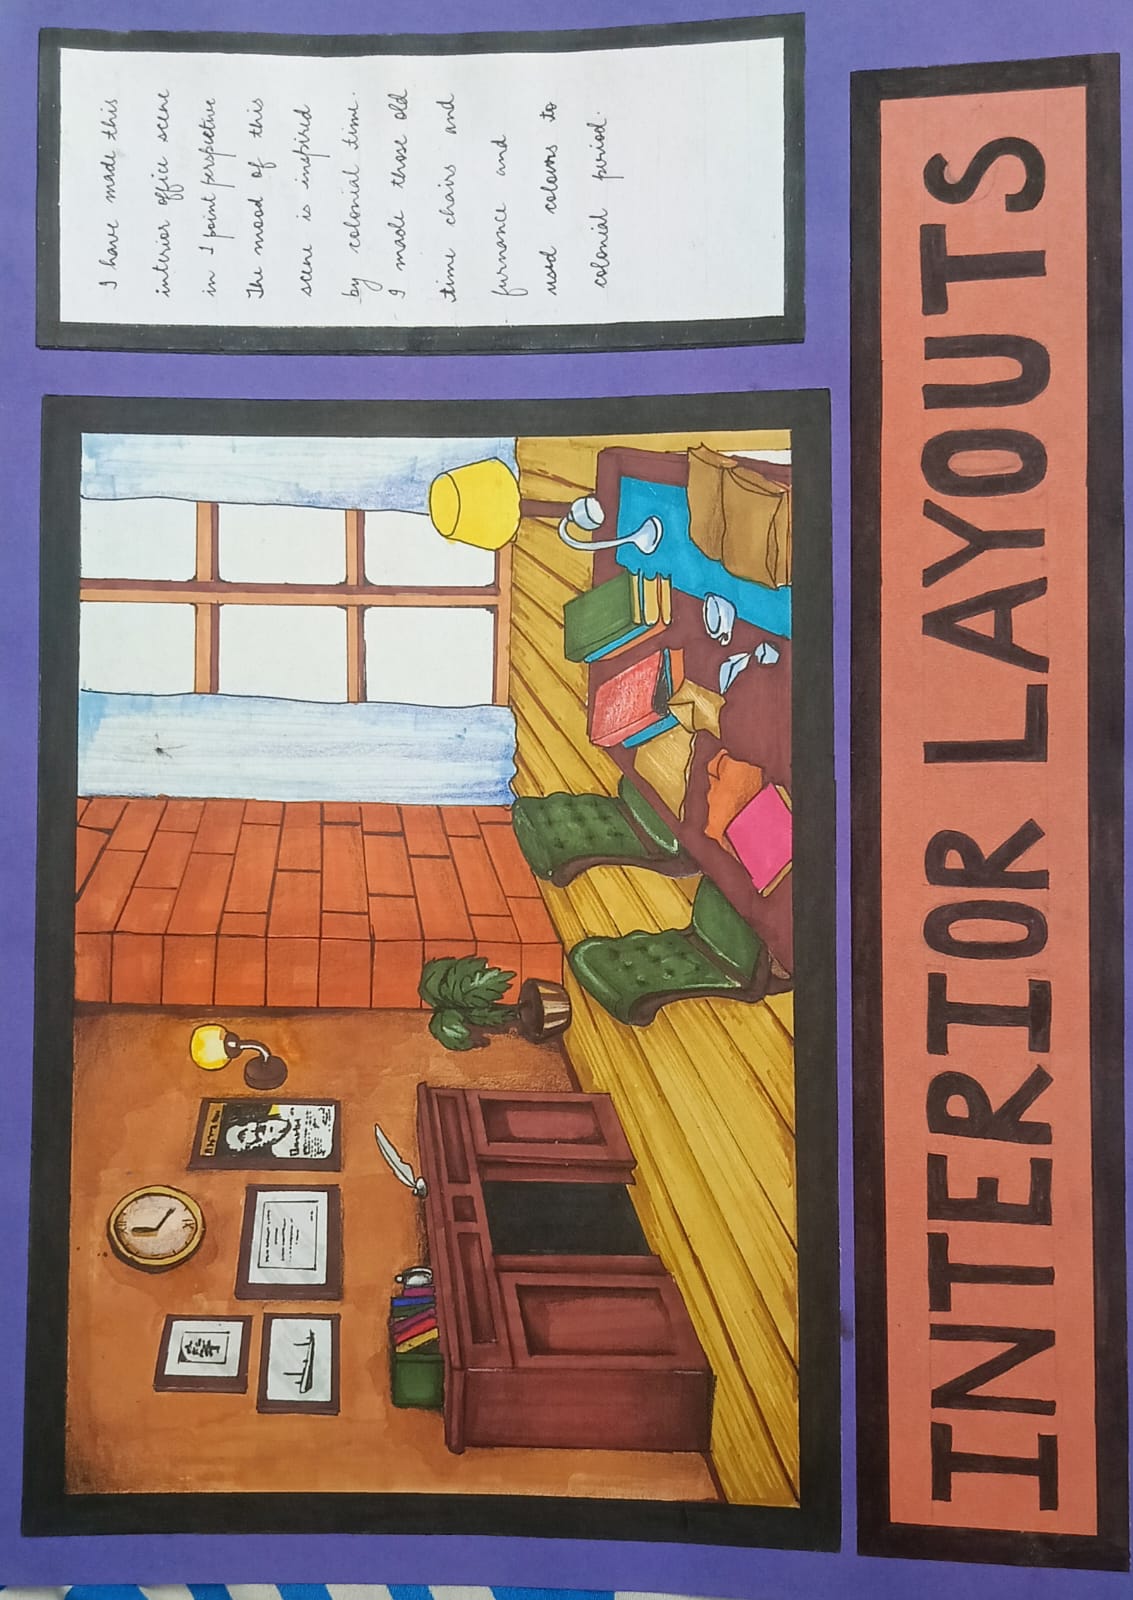 I have made this
interior office scene
in 1 point perspective
The mood of this
scene is inspired
by colonial time.
I made those old
time chairs and
furnance and
used colours to
colonial period.
INTERIOR LAYOUTS